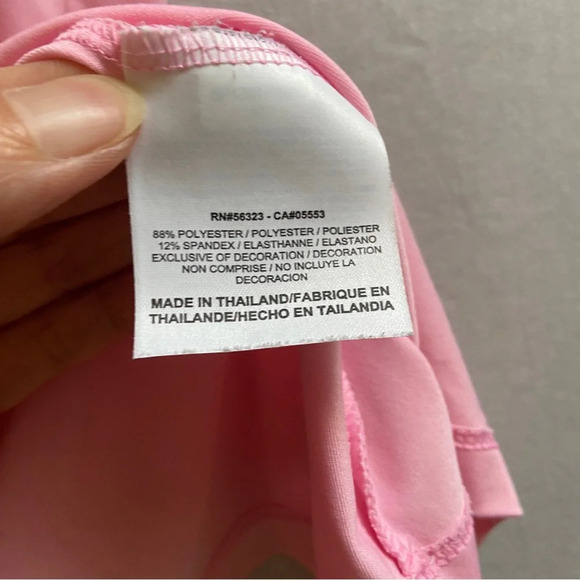 RN#56323 - CA#05553
88% POLYESTER / POLYESTER / POLIESTER
12% SPANDEX / ELASTHANNE / ELASTANO
EXCLUSIVE OF DECORATION / DECORATION
NON COMPRISE / NO INCLUYE LA
DECORACION
MADE IN THAILAND/FABRIQUE EN
THAILANDE/HECHO EN TAILANDIA